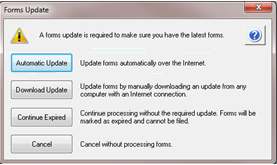 Forms Update
A forms update is required to make sure you have the latest forms.
Automatic Update
Update forms automatically over the Internet.
Download Update
Update forms by manually downloading an update from any
computer with an Internet connection.
Continue Expired
Continue processing without the required update. Forms will be
marked as expired and cannot be filed.
Cancel
Cancel without processing forms.